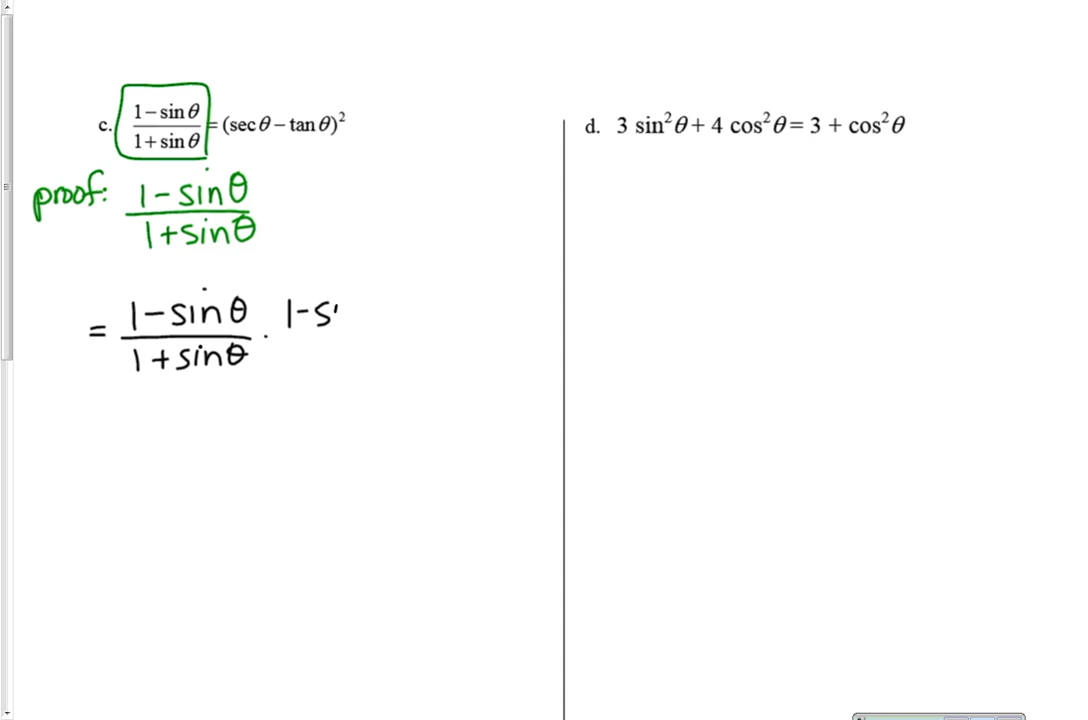 c. (1 − sin θ)/(1 + sin θ) = (sec θ − tan θ)²
proof: (1 − sin θ)/(1 + sin θ)
= (1 − sin θ)/(1 + sin θ) · 1 − s
d. 3 sin²θ + 4 cos²θ = 3 + cos²θ